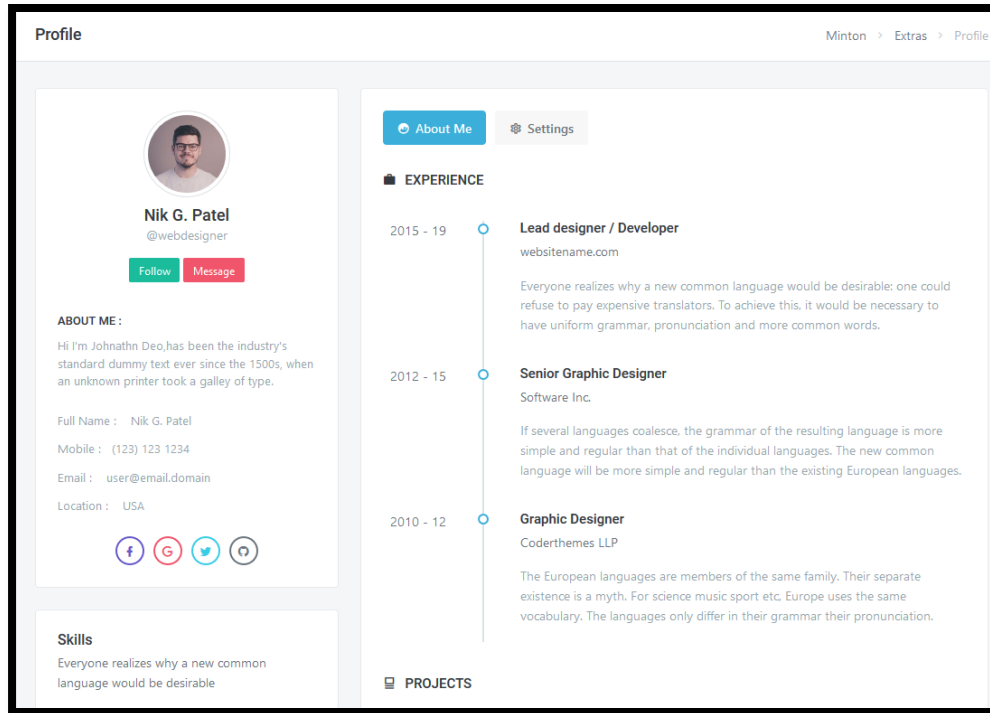 Profile
Minton > Extras > Profile
Nik G. Patel
@webdesigner
Follow Message
ABOUT ME :
Hi I'm Johnathn Deo,has been the industry's
standard dummy text ever since the 1500s, when
an unknown printer took a galley of type.
Full Name : Nik G. Patel
Mobile : (123) 123 1234
Email : user@email.domain
Location : USA
Skills
Everyone realizes why a new common
language would be desirable
About Me Settings
EXPERIENCE
2015 - 19
Lead designer / Developer
websitename.com
Everyone realizes why a new common language would be desirable: one could
refuse to pay expensive translators. To achieve this, it would be necessary to
have uniform grammar, pronunciation and more common words.
2012 - 15
Senior Graphic Designer
Software Inc.
If several languages coalesce, the grammar of the resulting language is more
simple and regular than that of the individual languages. The new common
language will be more simple and regular than the existing European languages.
2010 - 12
Graphic Designer
Coderthemes LLP
The European languages are members of the same family. Their separate
existence is a myth. For science music sport etc, Europe uses the same
vocabulary. The languages only differ in their grammar their pronunciation.
PROJECTS